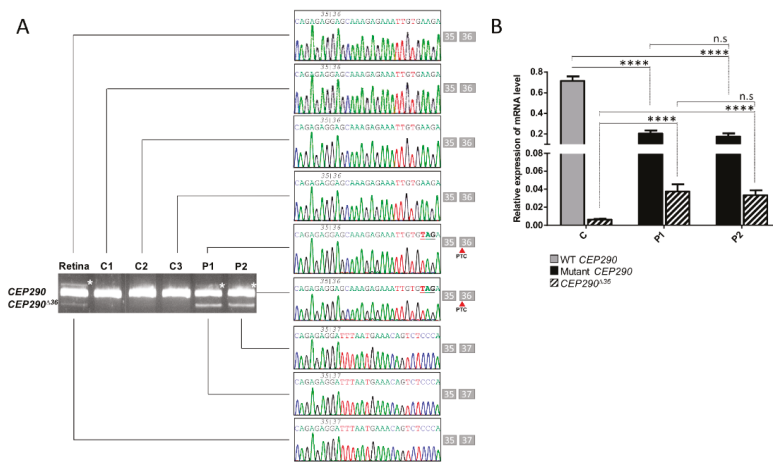 A
35|36
CAGAGAGGAGCAAAGAGAAATTGTGAAGA
35 36
35|36
CAGAGAGGAGCAAAGAGAAATTGTGAAGA
35 36
35|36
CAGAGAGGAGCAAAGAGAAATTGTGAAGA
35 36
35|36
CAGAGAGGAGCAAAGAGAAATTGTGAAGA
35 36
35|36
CAGAGAGGAGCAAAGAGAAATTGTGTAGA
35 36
PTC
35|36
CAGAGAGGAGCAAAGAGAAATTGTGTAGA
35 36
PTC
35|37
CAGAGAGGATTTAATGAAACAGTCTCCCA
35 37
35|37
CAGAGAGGATTTAATGAAACAGTCTCCCA
35 37
35|37
CAGAGAGGATTTAATGAAACAGTCTCCCA
35 37
Retina C1 C2 C3 P1 P2
* * *
CEP290
CEP290Δ36
B
n.s
****
****
n.s
****
****
Relative expression of mRNA level
0.8
0.6
0.4
0.2
0.06
0.04
0.02
0.00
C P1 P2
WT CEP290
Mutant CEP290
CEP290Δ36